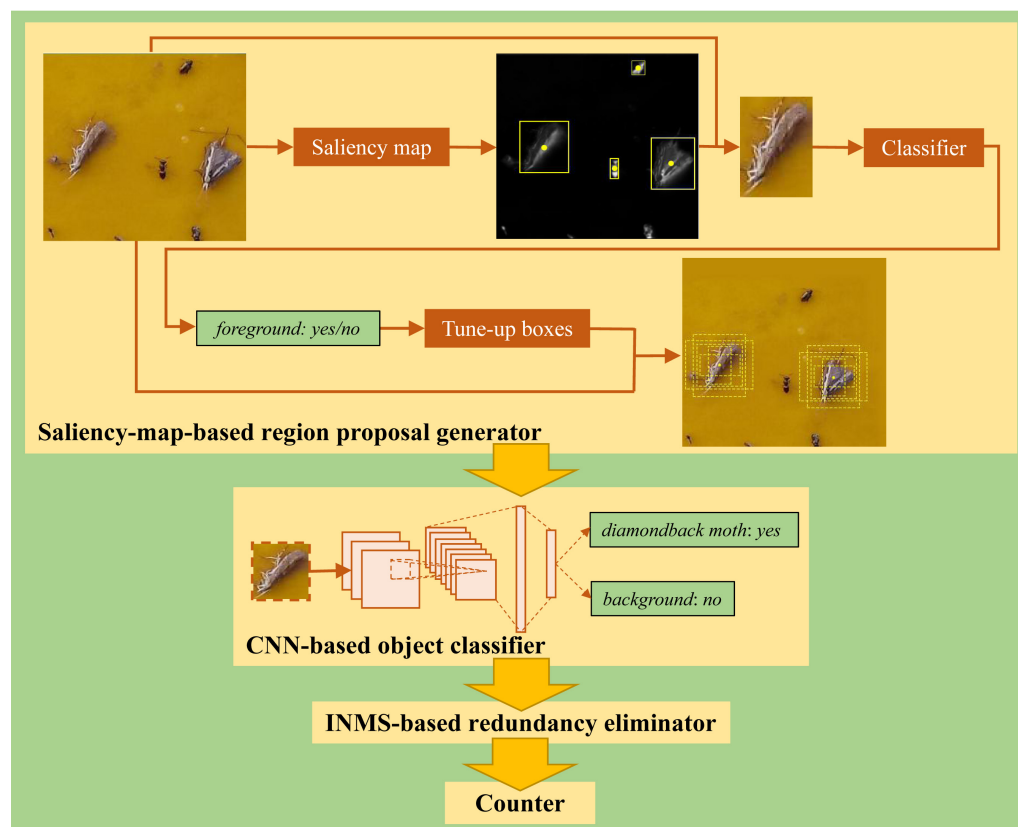 Saliency map
Classifier
foreground: yes/no
Tune-up boxes
Saliency-map-based region proposal generator
diamondback moth: yes
background: no
CNN-based object classifier
INMS-based redundancy eliminator
Counter